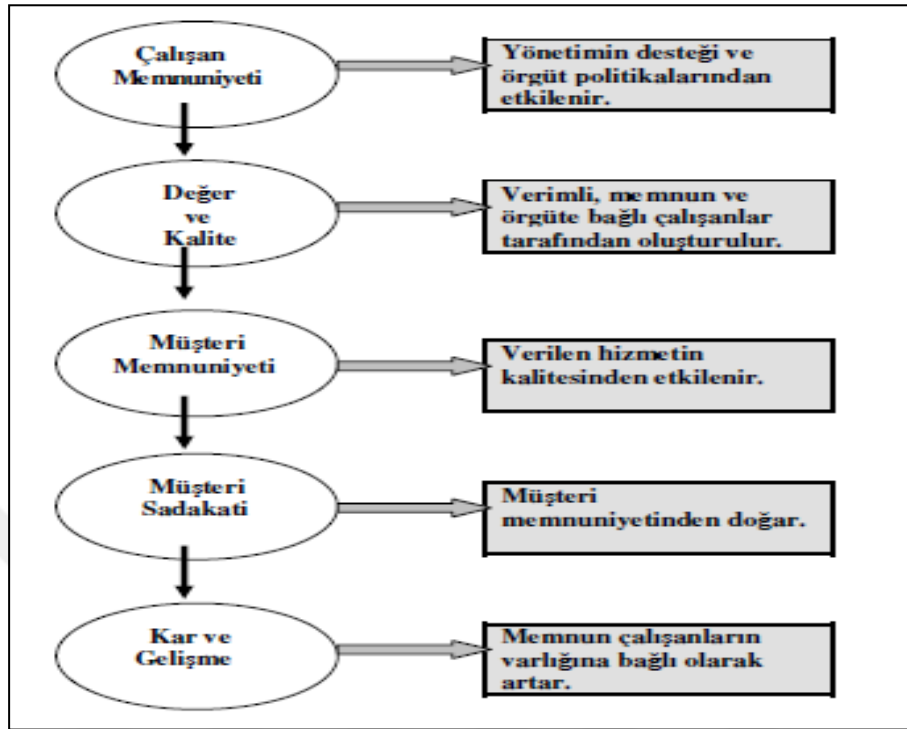 Çalışan
Memnuniyeti
Yönetimin desteği ve
örgüt politikalarından
etkilenir.
Değer
ve
Kalite
Verimli, memnun ve
örgüte bağlı çalışanlar
tarafından oluşturulur.
Müşteri
Memnuniyeti
Verilen hizmetin
kalitesinden etkilenir.
Müşteri
Sadakati
Müşteri
memnuniyetinden doğar.
Kar ve
Gelişme
Memnun çalışanların
varlığına bağlı olarak
artar.